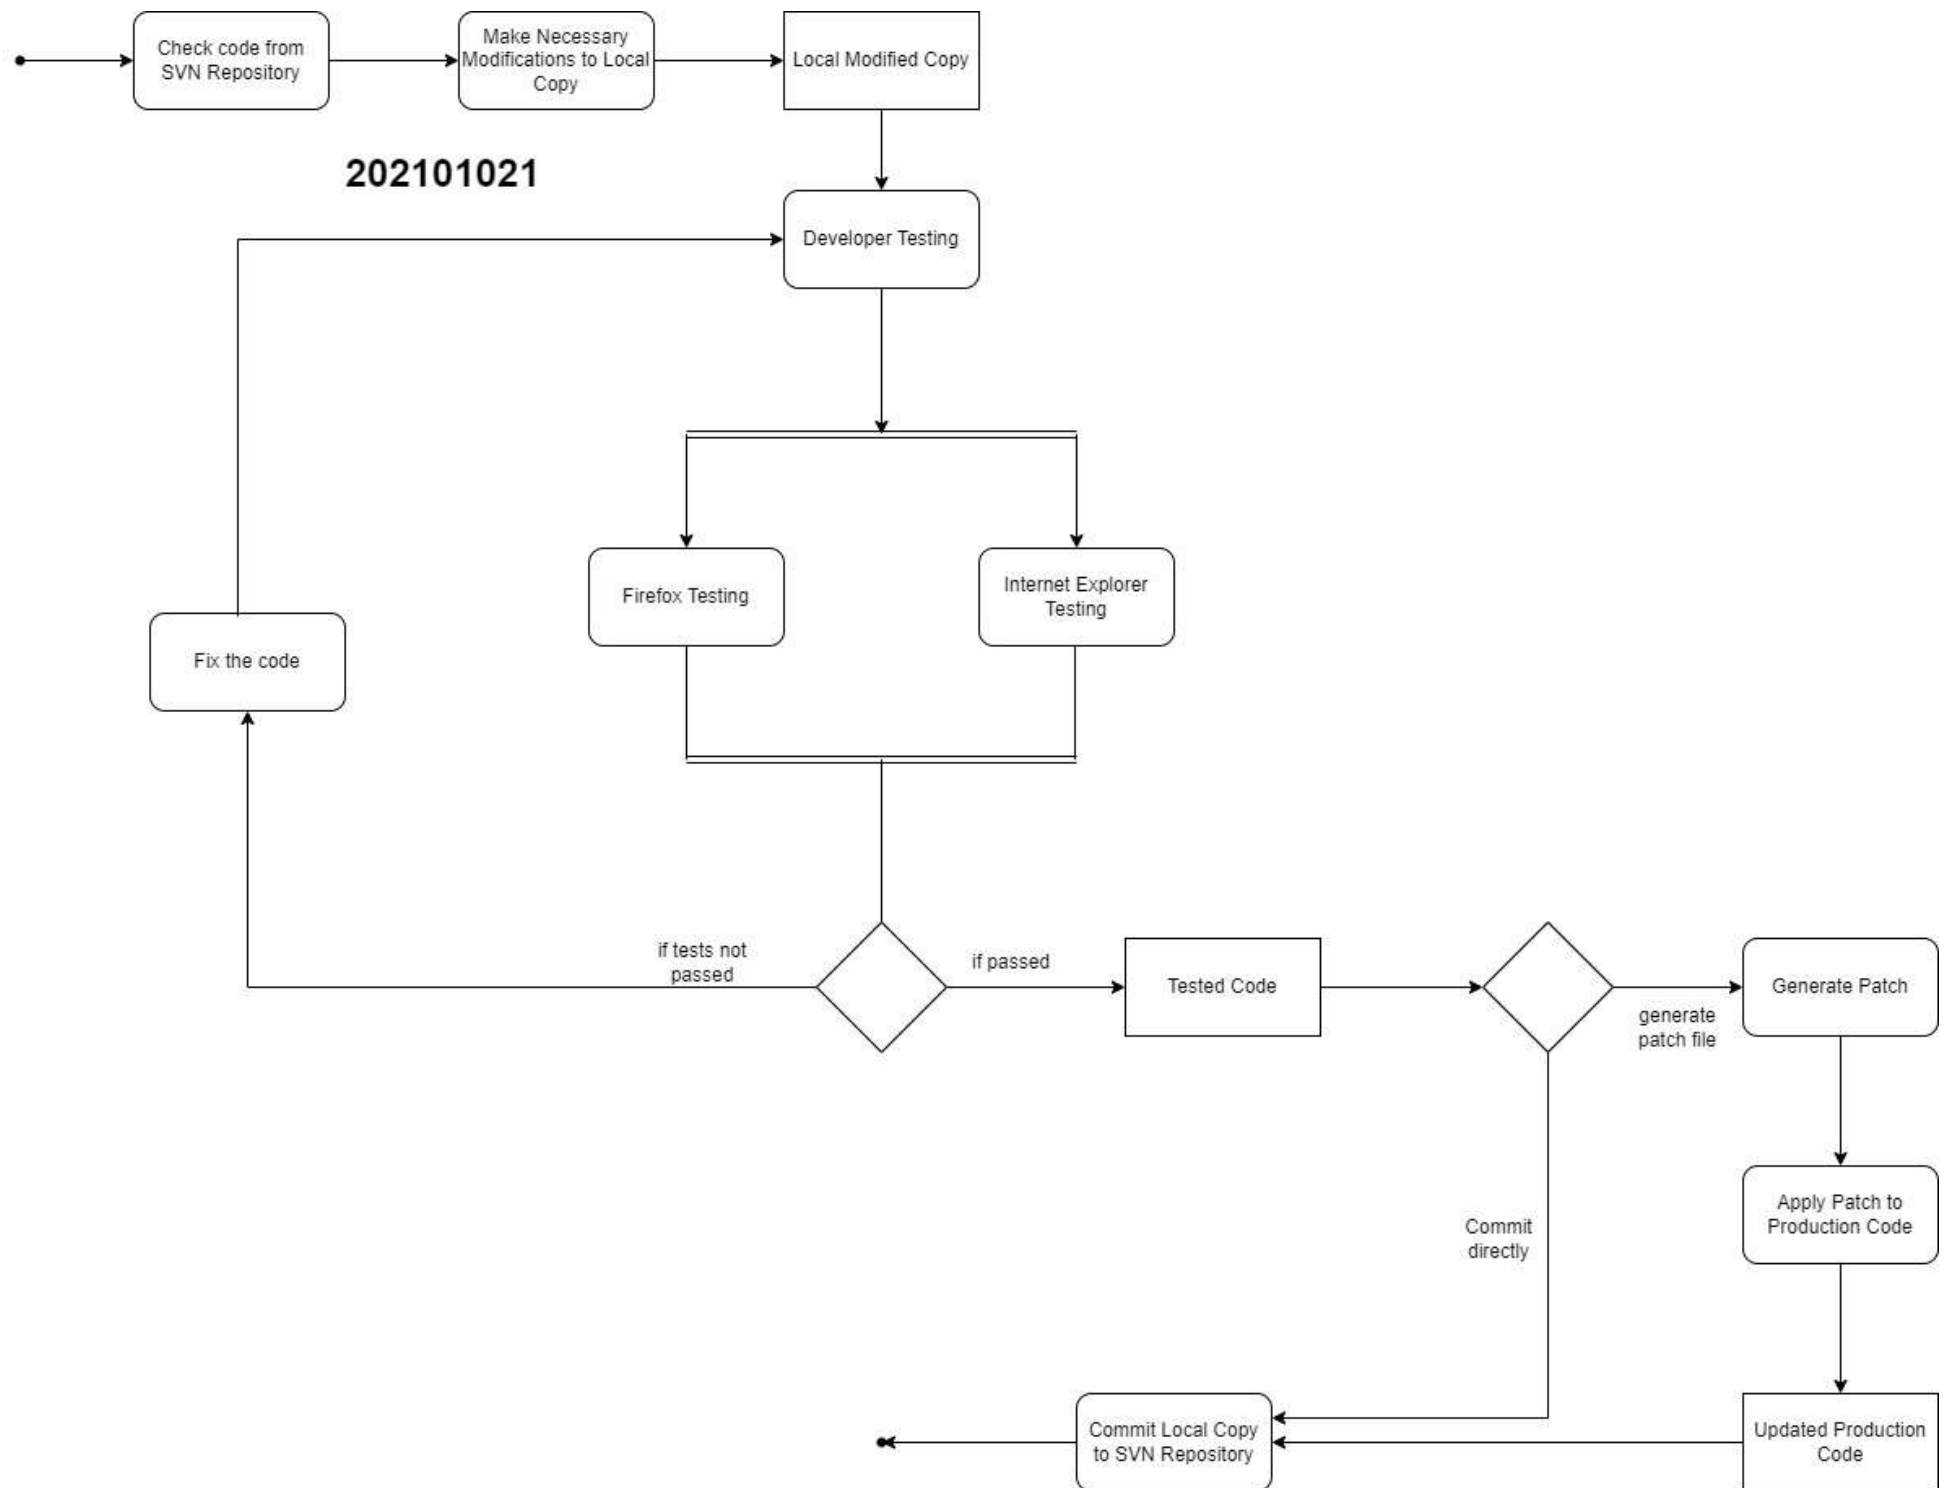 Check code from
SVN Repository
Make Necessary
Modifications to Local
Copy
Local Modified Copy
202101021
Developer Testing
Firefox Testing
Internet Explorer
Testing
Fix the code
if tests not
passed
if passed
Tested Code
generate
patch file
Generate Patch
Commit
directly
Apply Patch to
Production Code
Commit Local Copy
to SVN Repository
Updated Production
Code